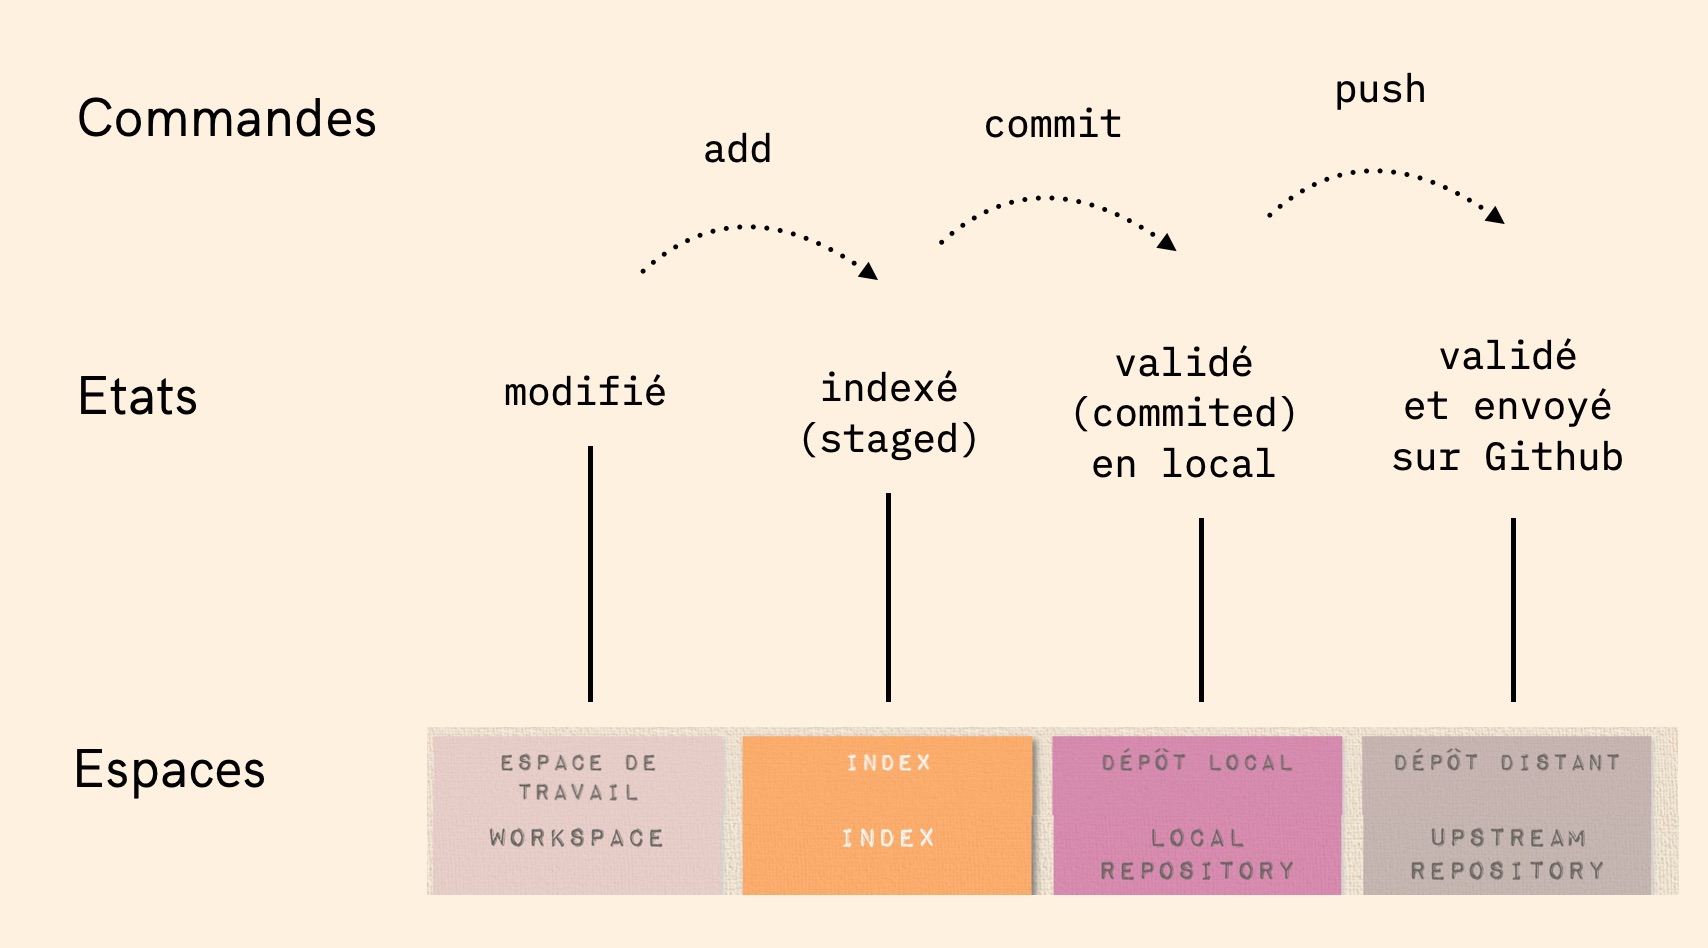 Commandes
add
commit
push
Etats
modifié
indexé
(staged)
validé
(commited)
en local
validé
et envoyé
sur Github
Espaces
ESPACE DE
TRAVAIL
WORKSPACE
INDEX
INDEX
DÉPÔT LOCAL
LOCAL
REPOSITORY
DÉPÔT DISTANT
UPSTREAM
REPOSITORY